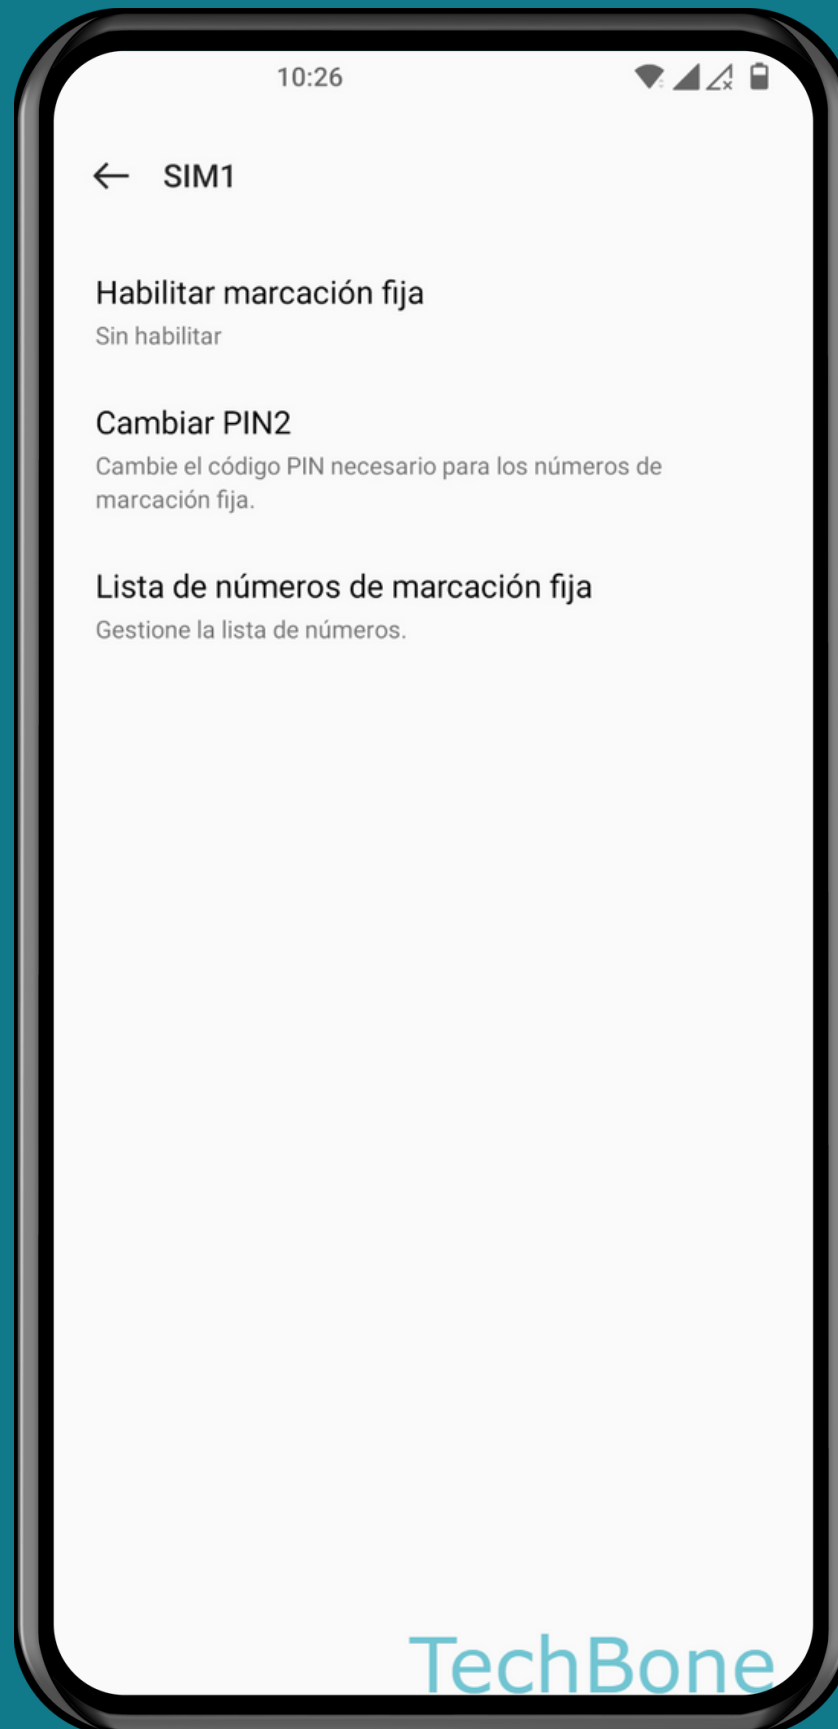 10:26
SIM1
Habilitar marcación fija
Sin habilitar
Cambiar PIN2
Cambie el código PIN necesario para los números de
marcación fija.
Lista de números de marcación fija
Gestione la lista de números.
TechBone